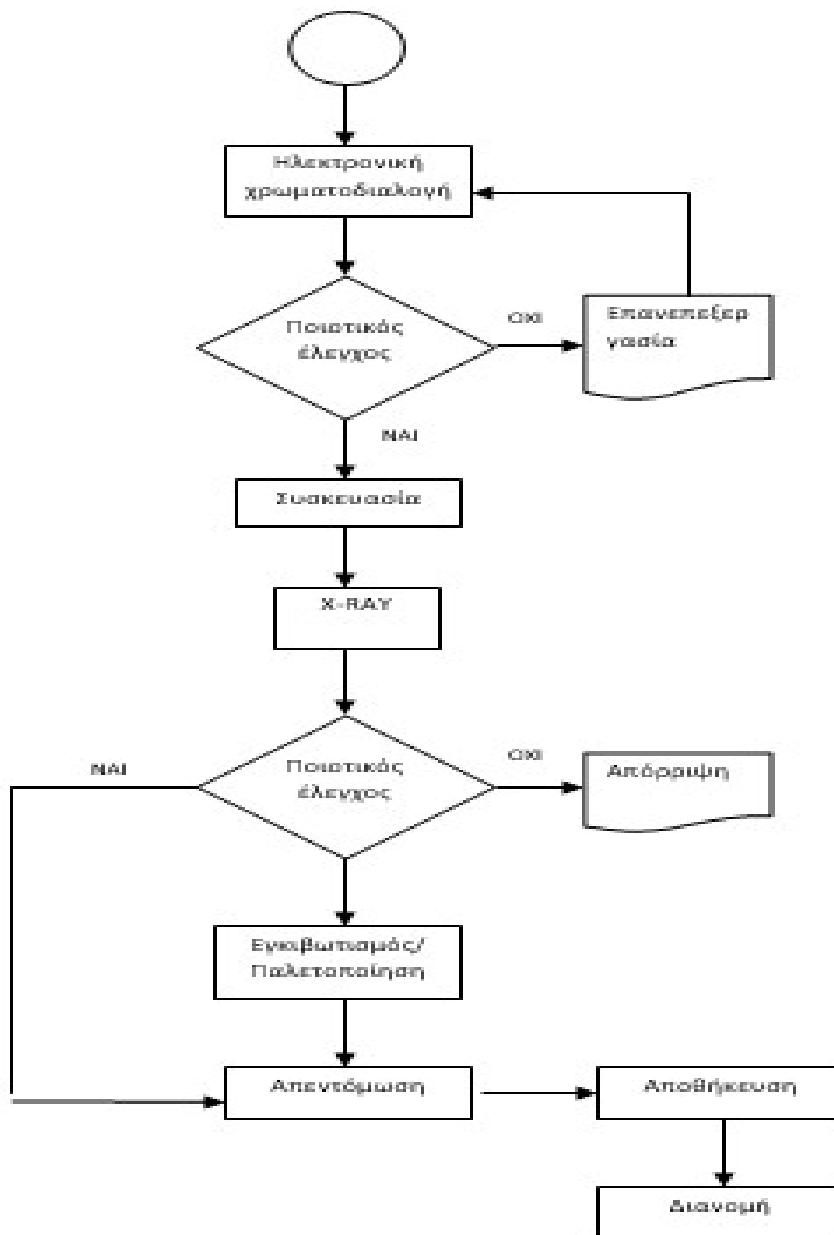 Ηλεκτρονική
χρωματοδιαλογή
Ποιοτικός
έλεγχος
ΟΧΙ
Επανεπεξερ
γασία
ΝΑΙ
Συσκευασία
X-RAY
ΝΑΙ
Ποιοτικός
έλεγχος
ΟΧΙ
Απόρριψη
Εγκιβωτισμός/
Παλετοποίηση
Απεντόμωση
Αποθήκευση
Διανομή